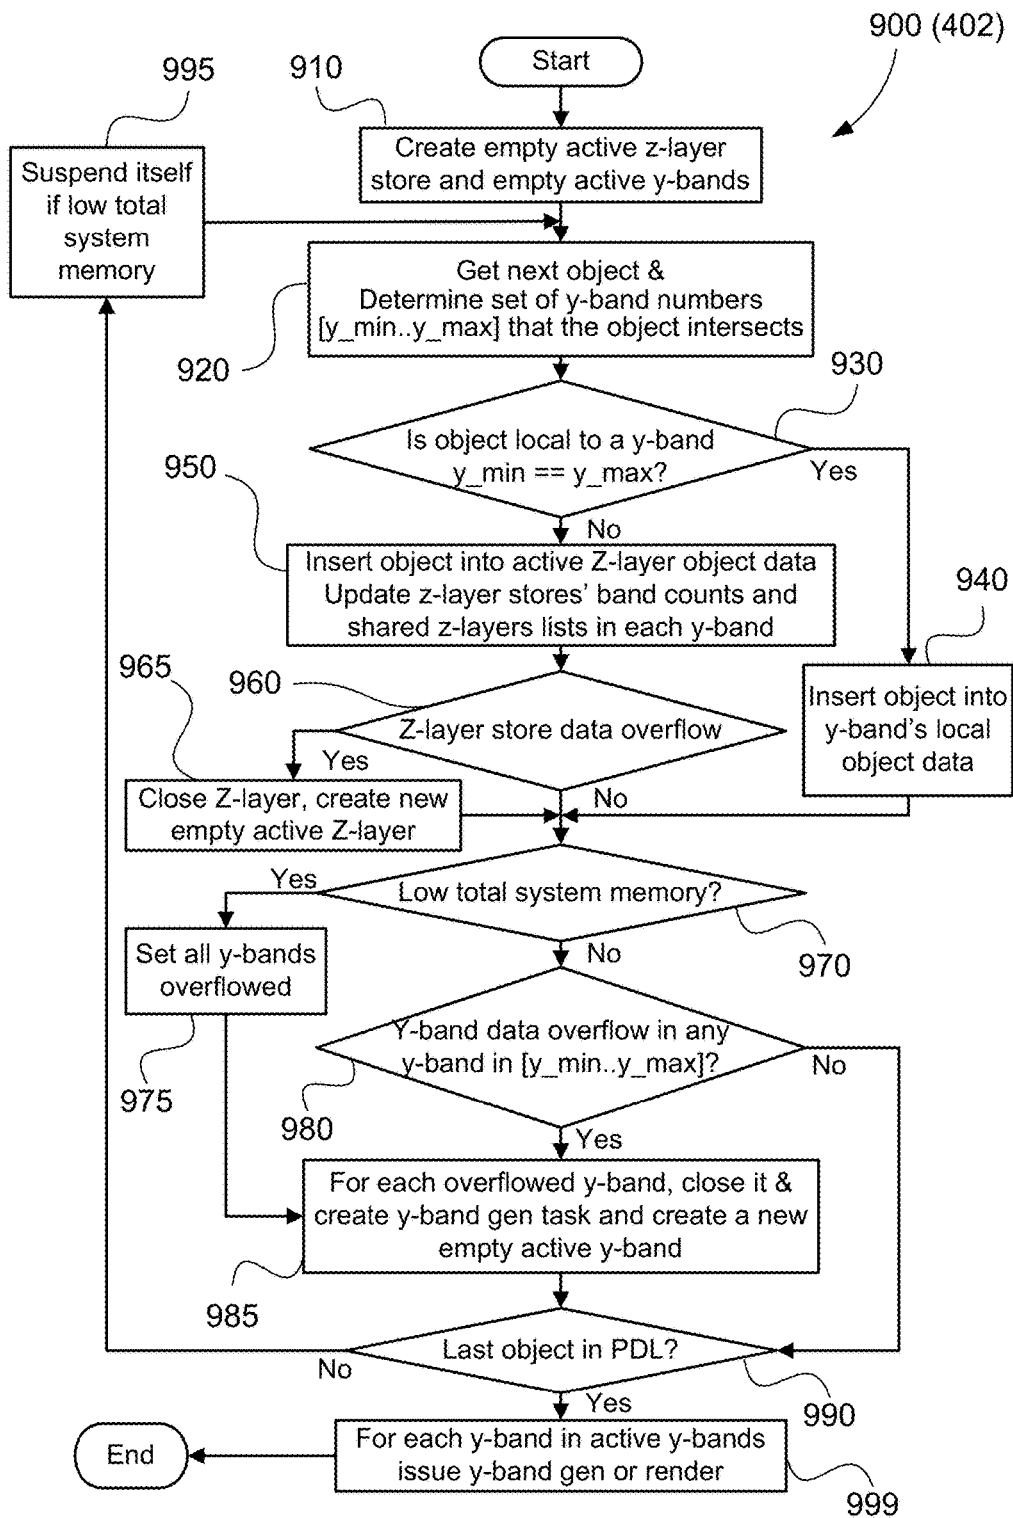 900 (402)
Start
910
995
Create empty active z-layer
store and empty active y-bands
Suspend itself
if low total
system
memory
Get next object &
Determine set of y-band numbers
[y_min..y_max] that the object intersects
920
930
Is object local to a y-band
y_min == y_max?
Yes
950
No
Insert object into active Z-layer object data
Update z-layer stores' band counts and
shared z-layers lists in each y-band
940
965
960
Insert object into
y-band's local
object data
Z-layer store data overflow
Yes
No
Close Z-layer, create new
empty active Z-layer
Yes
Low total system memory?
970
No
Set all y-bands
overflowed
975
Y-band data overflow in any
y-band in [y_min..y_max]?
No
980
Yes
For each overflowed y-band, close it &
create y-band gen task and create a new
empty active y-band
985
Last object in PDL?
No
990
Yes
For each y-band in active y-bands
issue y-band gen or render
End
999